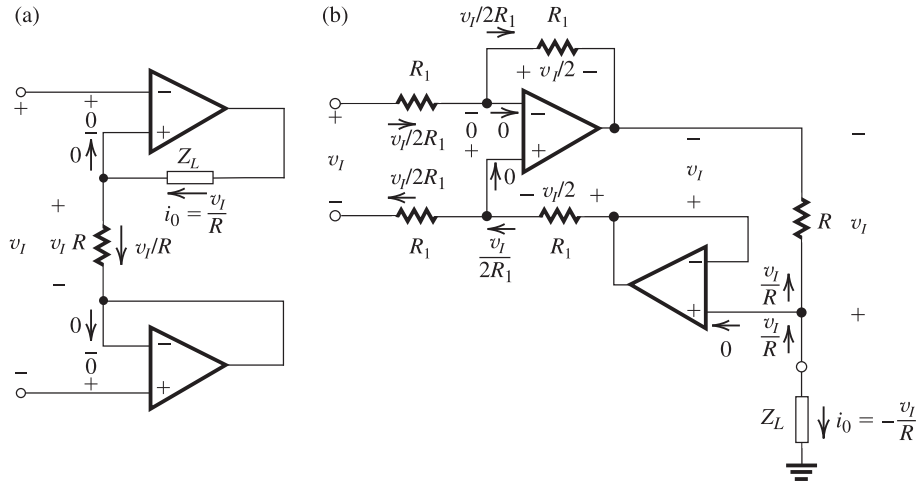 (a)
−
+
+
0
−
0
−
+
Z_L
i_0 = v_I/R
+
v_I
v_I
R
v_I/R
−
0
−
0
+
−
−
+
(b)
v_I/2R_1
R_1
+ v_I/2 −
R_1
+
v_I/2R_1
−
0
+
0
−
+
v_I
v_I/2R_1
0
−
R_1
− v_I/2 +
v_I/2R_1
R_1
−
v_I
+
−
+
0
−
R
v_I
v_I/R
+
v_I/R
Z_L
i_0 = −v_I/R